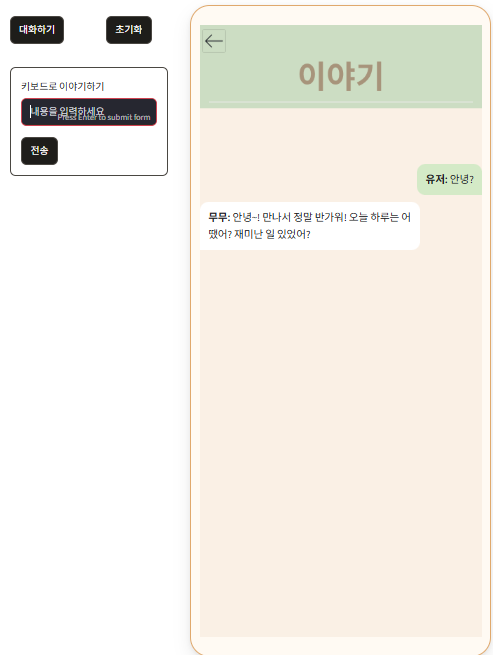 대화하기
초기화
키보드로 이야기하기
내용을 입력하세요
Press Enter to submit form
전송
이야기
유저: 안녕?
무무: 안녕~! 만나서 정말 반가워! 오늘 하루는 어
땠어? 재미난 일 있었어?